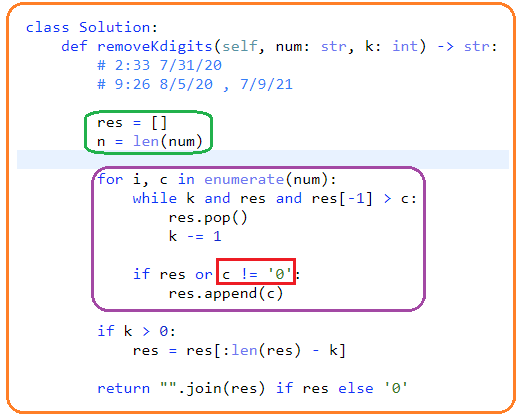 class Solution:
    def removeKdigits(self, num: str, k: int) -> str:
        # 2:33 7/31/20
        # 9:26 8/5/20 , 7/9/21
        res = []
        n = len(num)
        for i, c in enumerate(num):
            while k and res and res[-1] > c:
                res.pop()
                k -= 1
            if res or c != '0':
                res.append(c)
        if k > 0:
            res = res[:len(res) - k]
        return "".join(res) if res else '0'